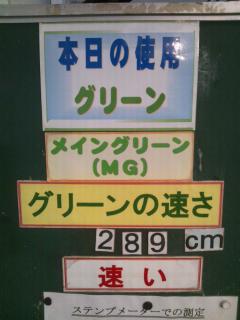 本日の使用
グリーン
メイングリーン
(MG)
グリーンの速さ
289 cm
速い
ステンプメーターでの測定